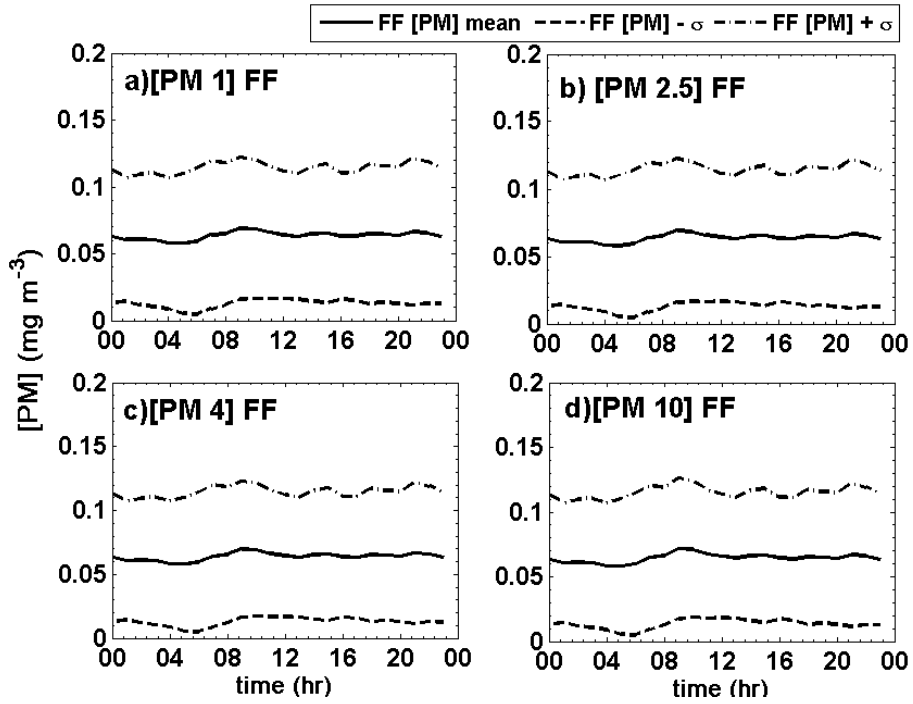 FF [PM] mean FF [PM] - σ FF [PM] + σ
a)[PM 1] FF
0.2
0.15
0.1
0.05
0
00 04 08 12 16 20 00
b) [PM 2.5] FF
0.2
0.15
0.1
0.05
0
00 04 08 12 16 20 00
[PM] (mg m⁻³)
c)[PM 4] FF
0.2
0.15
0.1
0.05
0
00 04 08 12 16 20 00
time (hr)
d)[PM 10] FF
0.2
0.15
0.1
0.05
0
00 04 08 12 16 20 00
time (hr)